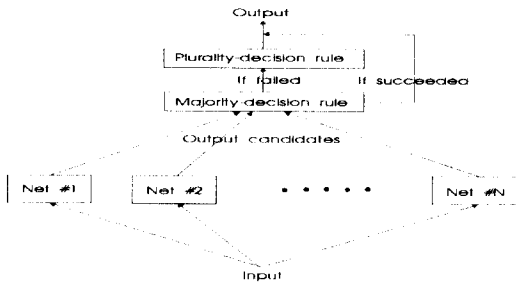 Output
Plurality-decision rule
If failed If succeeded
Majority-decision rule
Output candidates
Net #1 Net #2 Net #N
Input